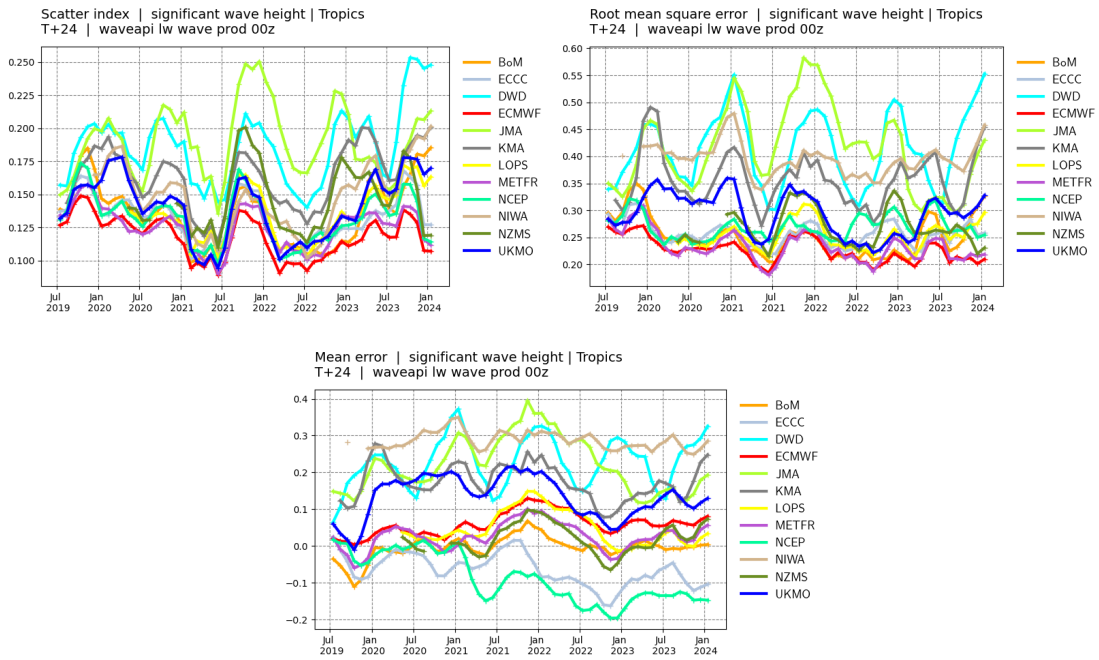 Scatter index | significant wave height | Tropics
T+24 | waveapi lw wave prod 00z
0.250
0.225
0.200
0.175
0.150
0.125
0.100
Jul Jan Jul Jan Jul Jan Jul Jan Jul Jan
2019 2020 2020 2021 2021 2022 2022 2023 2023 2024
BoM
ECCC
DWD
ECMWF
JMA
KMA
LOPS
METFR
NCEP
NIWA
NZMS
UKMO
Root mean square error | significant wave height | Tropics
T+24 | waveapi lw wave prod 00z
0.60
0.55
0.50
0.45
0.40
0.35
0.30
0.25
0.20
Jul Jan Jul Jan Jul Jan Jul Jan Jul Jan
2019 2020 2020 2021 2021 2022 2022 2023 2023 2024
BoM
ECCC
DWD
ECMWF
JMA
KMA
LOPS
METFR
NCEP
NIWA
NZMS
UKMO
Mean error | significant wave height | Tropics
T+24 | waveapi lw wave prod 00z
0.4
0.3
0.2
0.1
0.0
−0.1
−0.2
Jul Jan Jul Jan Jul Jan Jul Jan Jul Jan
2019 2020 2020 2021 2021 2022 2022 2023 2023 2024
BoM
ECCC
DWD
ECMWF
JMA
KMA
LOPS
METFR
NCEP
NIWA
NZMS
UKMO